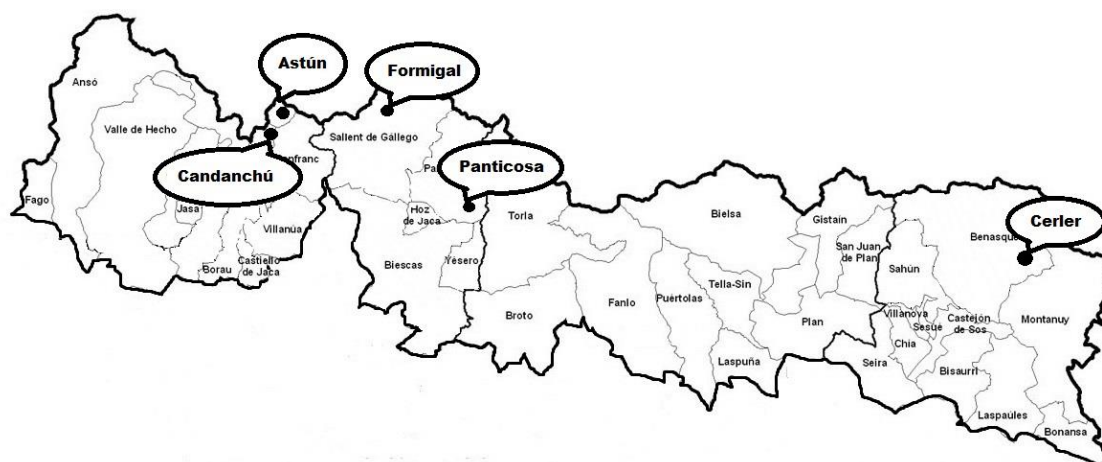 Astún
Formigal
Ansó
Valle de Hecho
Sallent de Gállego
Candanchú
Panticosa
Fago
Jasa
Hoz
de Jaca
Torla
Bielsa
Gistaín
Cerler
Benasque
Villanúa
San Juan
de Plan
Sahún
Borau
Castiello
de Jaca
Biescas
Yésero
Tella-Sin
Fanlo
Puértolas
Broto
Plan
Villanova
Sesué
Castejón
de Sos
Montanuy
Chía
Laspuña
Seira
Bisaurri
Laspaúles
Bonansa